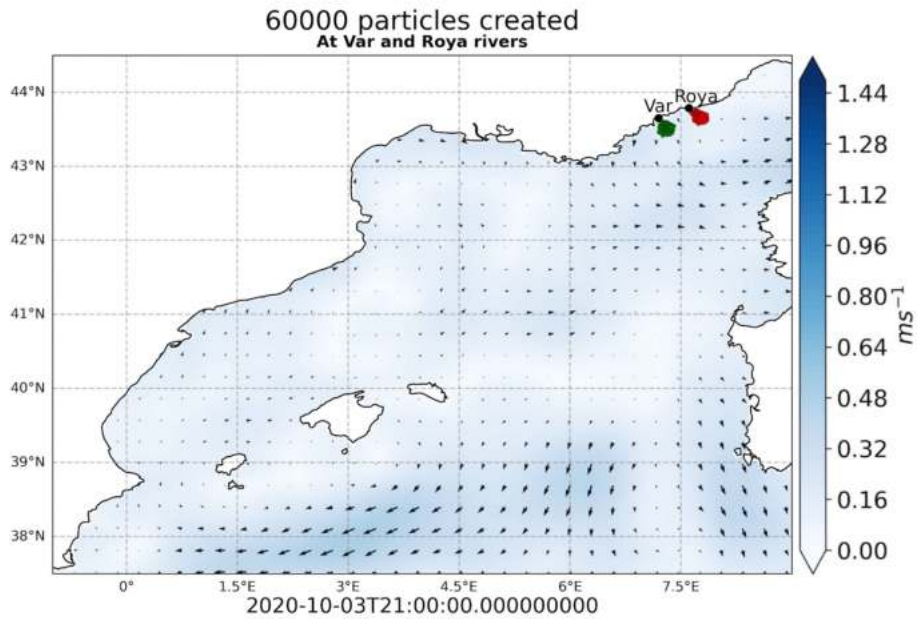 60000 particles created
At Var and Roya rivers
44°N
43°N
42°N
41°N
40°N
39°N
38°N
Var
Roya
0°
1.5°E
3°E
4.5°E
6°E
7.5°E
2020-10-03T21:00:00.000000000
1.44
1.28
1.12
0.96
0.80
0.64
0.48
0.32
0.16
0.00
ms⁻¹